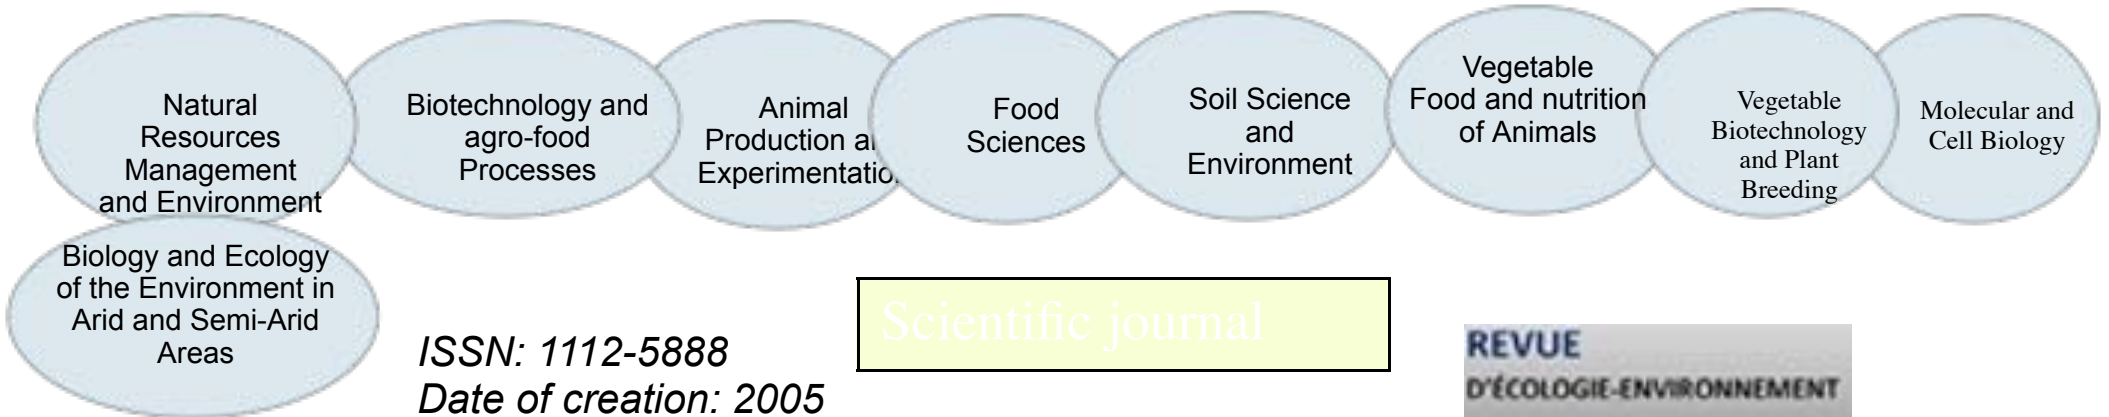 Natural
Resources
Management
and Environment
Biotechnology and
agro-food
Processes
Animal
Production an
Experimentation
Food
Sciences
Soil Science
and
Environment
Vegetable
Food and nutrition
of Animals
Vegetable
Biotechnology
and Plant
Breeding
Molecular and
Cell Biology
Biology and Ecology
of the Environment in
Arid and Semi-Arid
Areas
ISSN: 1112-5888
Date of creation: 2005
Scientific journal
REVUE
D'ÉCOLOGIE-ENVIRONNEMENT